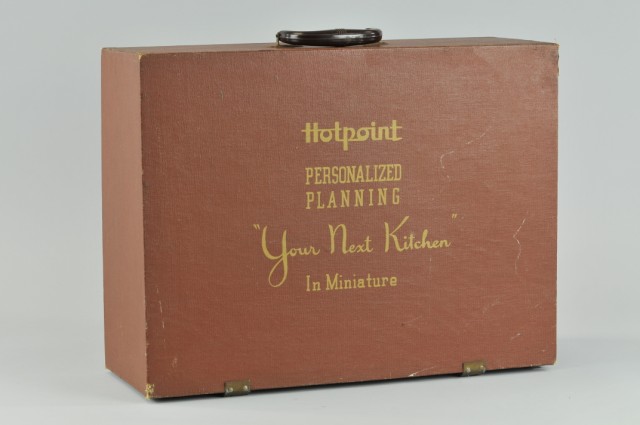 Hotpoint
PERSONALIZED
PLANNING
"Your Next Kitchen"
In Miniature